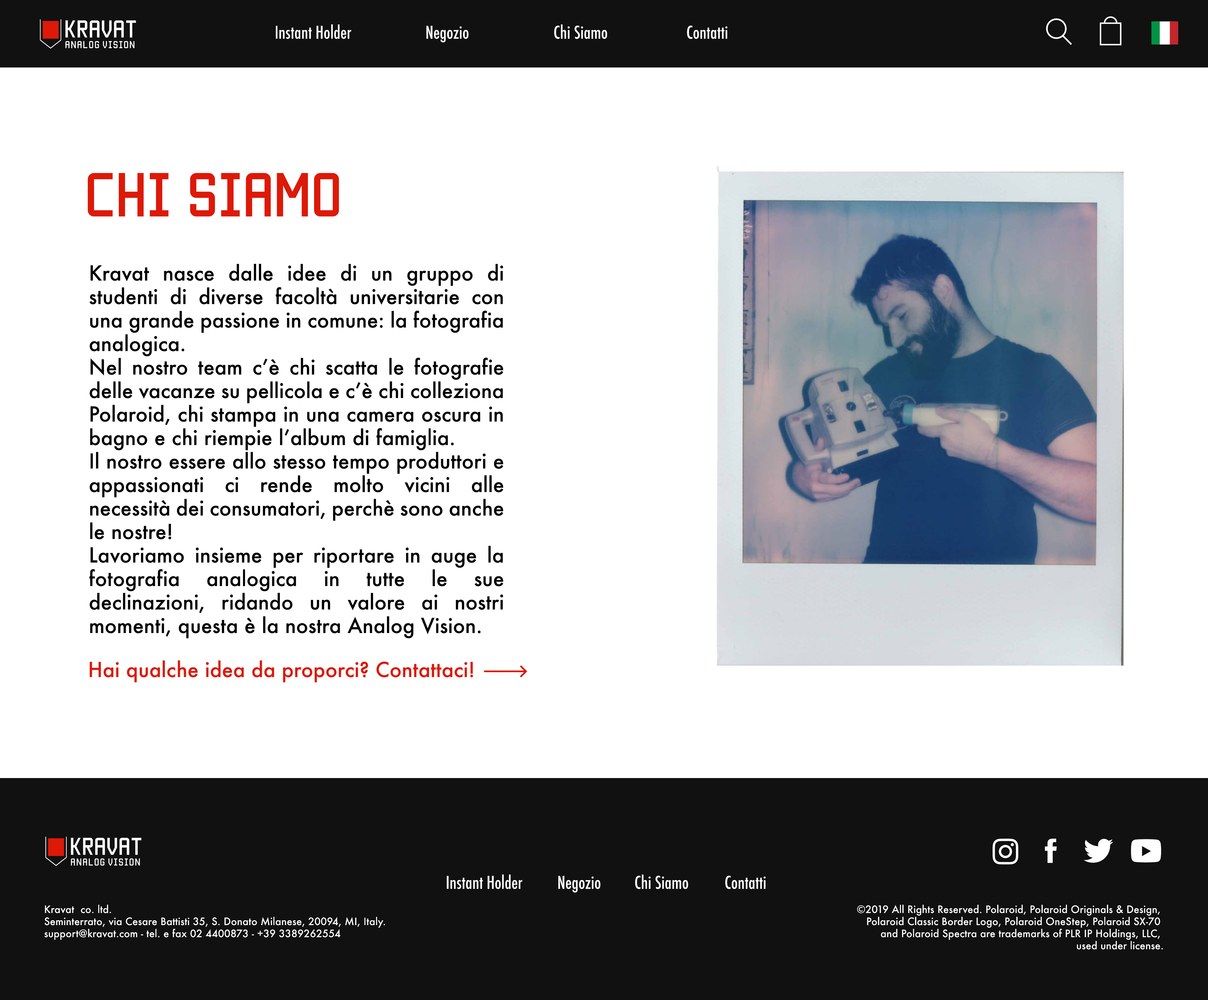 KRAVAT
ANALOG VISION
Instant Holder
Negozio
Chi Siamo
Contatti
CHI SIAMO
Kravat nasce dalle idee di un gruppo di
studenti di diverse facoltà universitarie con
una grande passione in comune: la fotografia
analogica.
Nel nostro team c’è chi scatta le fotografie
delle vacanze su pellicola e c’è chi colleziona
Polaroid, chi stampa in una camera oscura in
bagno e chi riempie l’album di famiglia.
Il nostro essere allo stesso tempo produttori e
appassionati ci rende molto vicini alle
necessità dei consumatori, perchè sono anche
le nostre!
Lavoriamo insieme per riportare in auge la
fotografia analogica in tutte le sue
declinazioni, ridando un valore ai nostri
momenti, questa è la nostra Analog Vision.
Hai qualche idea da proporci? Contattaci!
KRAVAT
ANALOG VISION
Kravat co. ltd.
Seminterrato, via Cesare Battisti 35, S. Donato Milanese, 20094, MI, Italy.
support@kravat.com - tel. e fax 02 4400873 - +39 3389262554
Instant Holder
Negozio
Chi Siamo
Contatti
©2019 All Rights Reserved. Polaroid, Polaroid Originals & Design,
Polaroid Classic Border Logo, Polaroid OneStep, Polaroid SX-70
and Polaroid Spectra are trademarks of PLR IP Holdings, LLC,
used under license.